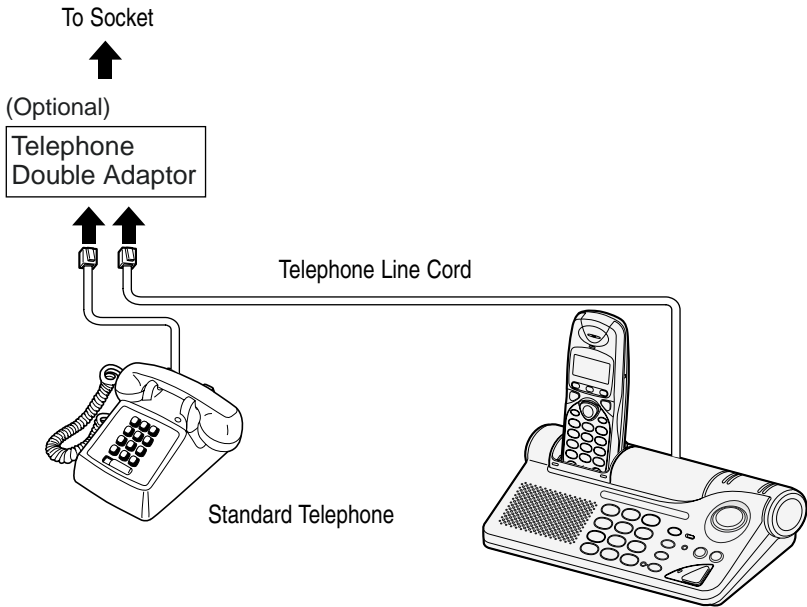 To Socket
(Optional)
Telephone
Double Adaptor
Telephone Line Cord
Standard Telephone